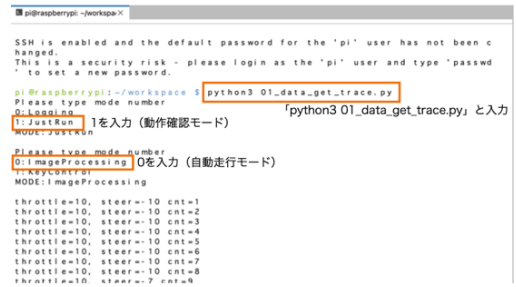 pi@raspberrypi: ~/workspa
SSH is enabled and the default password for the 'pi' user has not been c
hanged.
This is a security risk - please login as the 'pi' user and type 'passwd
' to set a new password.
pi@raspberrypi:~/workspace $ python3 01_data_get_trace.py
Please type mode number
「python3 01_data_get_trace.py」と入力
0:Logging
1:JustRun 1を入力（動作確認モード）
MODE:JustRun
Please type mode number
0:ImageProcessing 0を入力（自動走行モード）
1:KeyControl
MODE:ImageProcessing
throttle=10, steer=-10 cnt=1
throttle=10, steer=-10 cnt=2
throttle=10, steer=-10 cnt=3
throttle=10, steer=-10 cnt=4
throttle=10, steer=-10 cnt=5
throttle=10, steer=-10 cnt=6
throttle=10, steer=-10 cnt=7
throttle=10, steer=-10 cnt=8
throttle=10, steer=-7 cnt=9